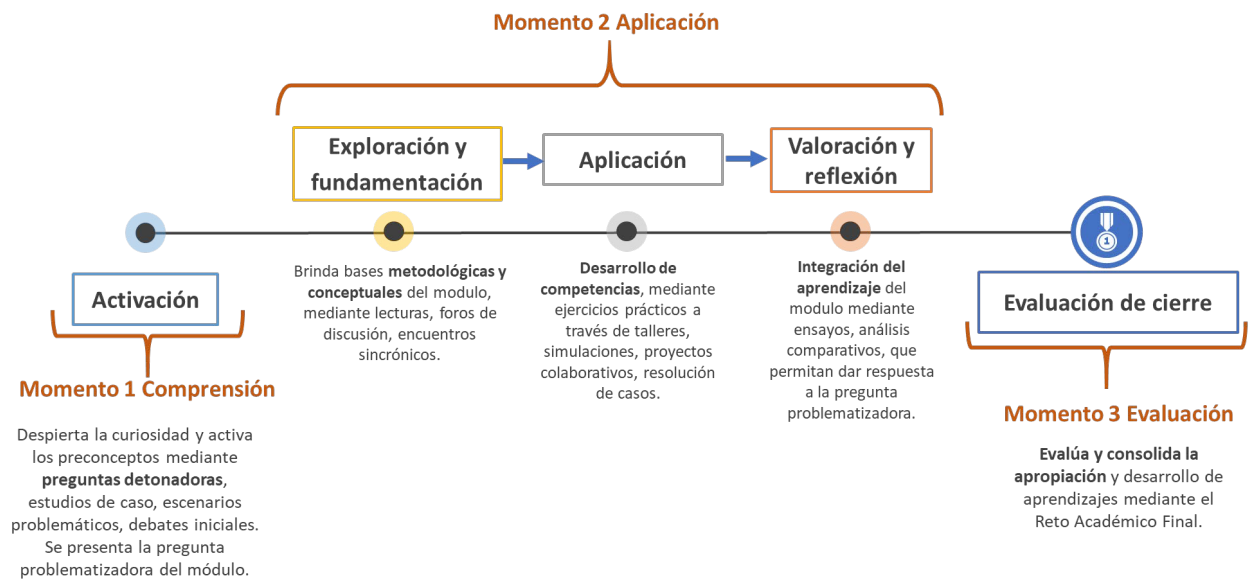 Momento 2 Aplicación
Exploración y
fundamentación
Aplicación
Valoración y
reflexión
Activación
Momento 1 Comprensión
Despierta la curiosidad y activa
los preconceptos mediante
preguntas detonadoras,
estudios de caso, escenarios
problemáticos, debates iniciales.
Se presenta la pregunta
problematizadora del módulo.
Brinda bases metodológicas y
conceptuales del modulo,
mediante lecturas, foros de
discusión, encuentros
sincrónicos.
Desarrollo de
competencias, mediante
ejercicios prácticos a
través de talleres,
simulaciones, proyectos
colaborativos, resolución
de casos.
Integración del
aprendizaje del
modulo mediante
ensayos, análisis
comparativos, que
permitan dar respuesta
a la pregunta
problematizadora.
1
Evaluación de cierre
Momento 3 Evaluación
Evalúa y consolida la
apropiación y desarrollo de
aprendizajes mediante el
Reto Académico Final.